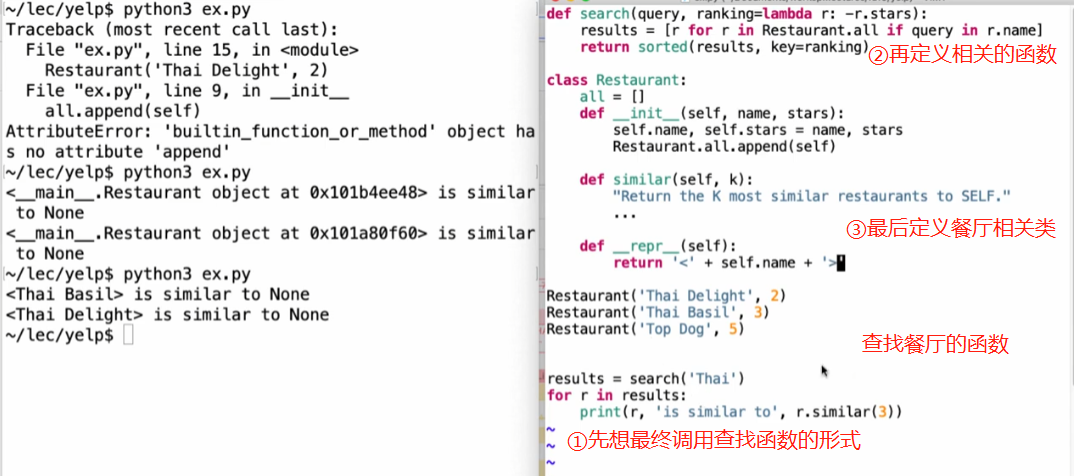 ~/lec/yelp$ python3 ex.py
Traceback (most recent call last):
  File "ex.py", line 15, in <module>
    Restaurant('Thai Delight', 2)
  File "ex.py", line 9, in __init__
    all.append(self)
AttributeError: 'builtin_function_or_method' object ha
s no attribute 'append'
~/lec/yelp$ python3 ex.py
<__main__.Restaurant object at 0x101b4ee48> is similar
 to None
<__main__.Restaurant object at 0x101a80f60> is similar
 to None
~/lec/yelp$ python3 ex.py
<Thai Basil> is similar to None
<Thai Delight> is similar to None
~/lec/yelp$
def search(query, ranking=lambda r: -r.stars):
    results = [r for r in Restaurant.all if query in r.name]
    return sorted(results, key=ranking)
②再定义相关的函数
class Restaurant:
    all = []
    def __init__(self, name, stars):
        self.name, self.stars = name, stars
        Restaurant.all.append(self)
    def similar(self, k):
        "Return the K most similar restaurants to SELF."
        ...
③最后定义餐厅相关类
    def __repr__(self):
        return '<' + self.name + '>'
Restaurant('Thai Delight', 2)
Restaurant('Thai Basil', 3)
Restaurant('Top Dog', 5)
查找餐厅的函数
results = search('Thai')
for r in results:
    print(r, 'is similar to', r.similar(3))
~
~
①先想最终调用查找函数的形式
~